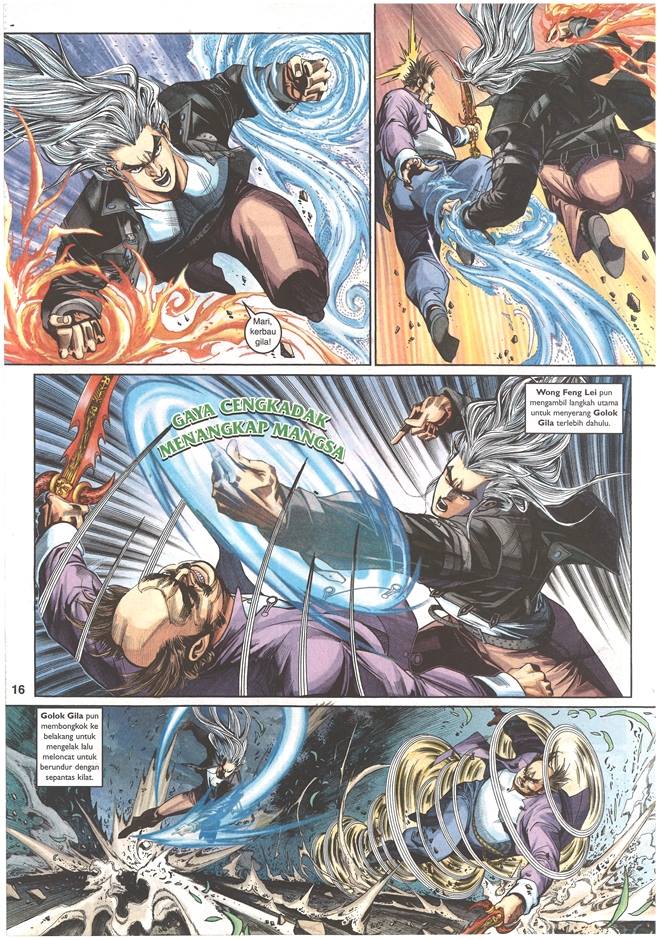 Mari,
kerbau
gila!
Wong Feng Lei pun
mengambil langkah utama
untuk menyerang Golok
Gila terlebih dahulu.
GAYA CENGKADAK
MENANGKAP MANGSA
16
Golok Gila pun
membongkok ke
belakang untuk
mengelak lalu
meloncat untuk
berundur dengan
sepantas kilat.